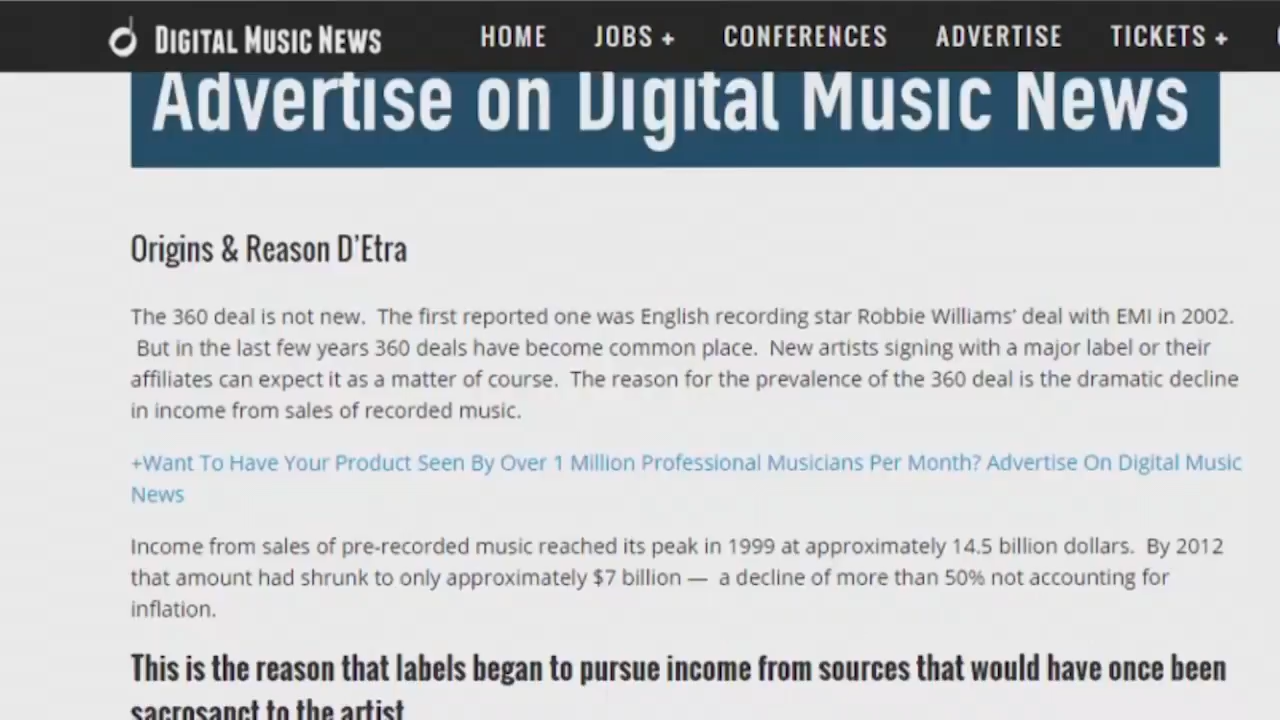 DIGITAL MUSIC NEWS HOME JOBS + CONFERENCES ADVERTISE TICKETS +
Advertise on Digital Music News
Origins & Reason D'Etra
The 360 deal is not new.  The first reported one was English recording star Robbie Williams' deal with EMI in 2002.
But in the last few years 360 deals have become common place.  New artists signing with a major label or their
affiliates can expect it as a matter of course.  The reason for the prevalence of the 360 deal is the dramatic decline
in income from sales of recorded music.
+Want To Have Your Product Seen By Over 1 Million Professional Musicians Per Month? Advertise On Digital Music
News
Income from sales of pre-recorded music reached its peak in 1999 at approximately 14.5 billion dollars.  By 2012
that amount had shrunk to only approximately $7 billion —  a decline of more than 50% not accounting for
inflation.
This is the reason that labels began to pursue income from sources that would have once been
sacrosanct to the artist